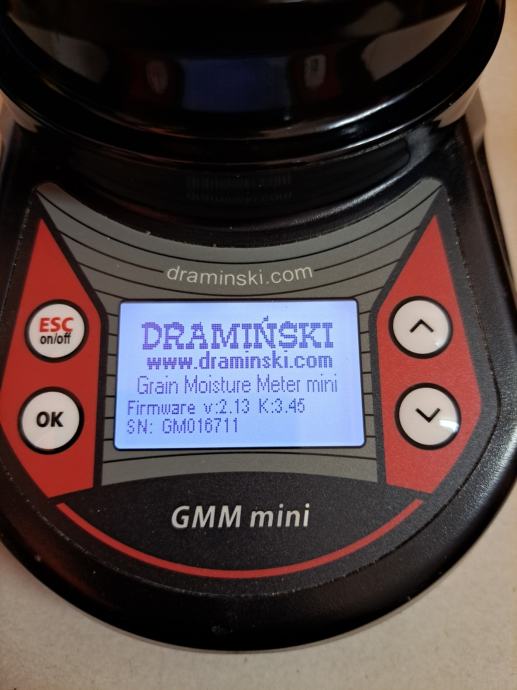 draminski.com
DRAMIŃSKI
www.draminski.com
Grain Moisture Meter mini
Firmware v:2.13 K:3.45
SN: GM016711
ESC
on/off
OK
GMM mini